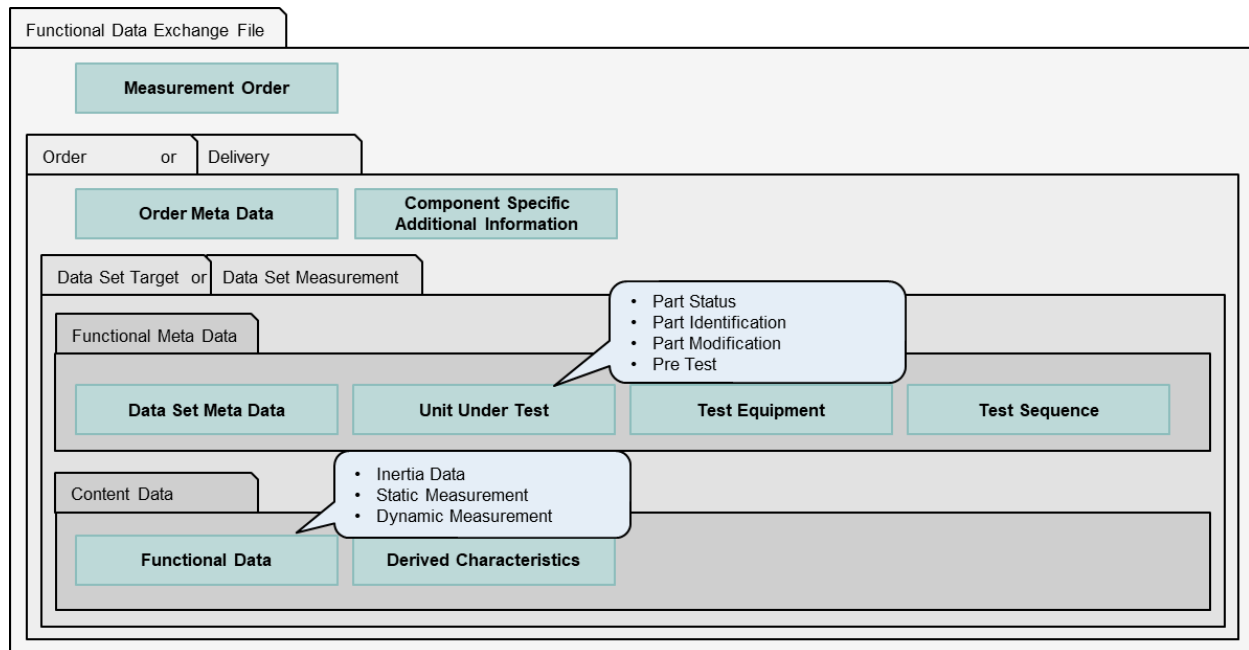 Functional Data Exchange File
Measurement Order
Order or Delivery
Order Meta Data
Component Specific
Additional Information
Data Set Target or Data Set Measurement
• Part Status
• Part Identification
• Part Modification
• Pre Test
Functional Meta Data
Data Set Meta Data
Unit Under Test
Test Equipment
Test Sequence
• Inertia Data
• Static Measurement
• Dynamic Measurement
Content Data
Functional Data
Derived Characteristics